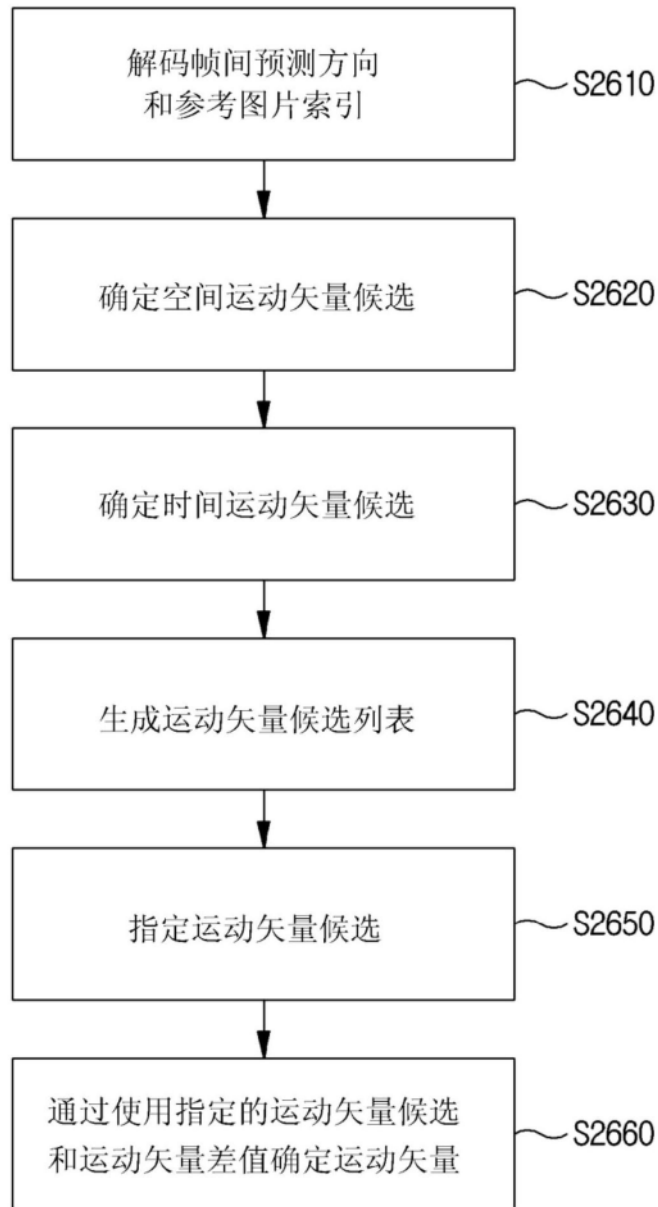 解码帧间预测方向
和参考图片索引
S2610
确定空间运动矢量候选
S2620
确定时间运动矢量候选
S2630
生成运动矢量候选列表
S2640
指定运动矢量候选
S2650
通过使用指定的运动矢量候选
和运动矢量差值确定运动矢量
S2660